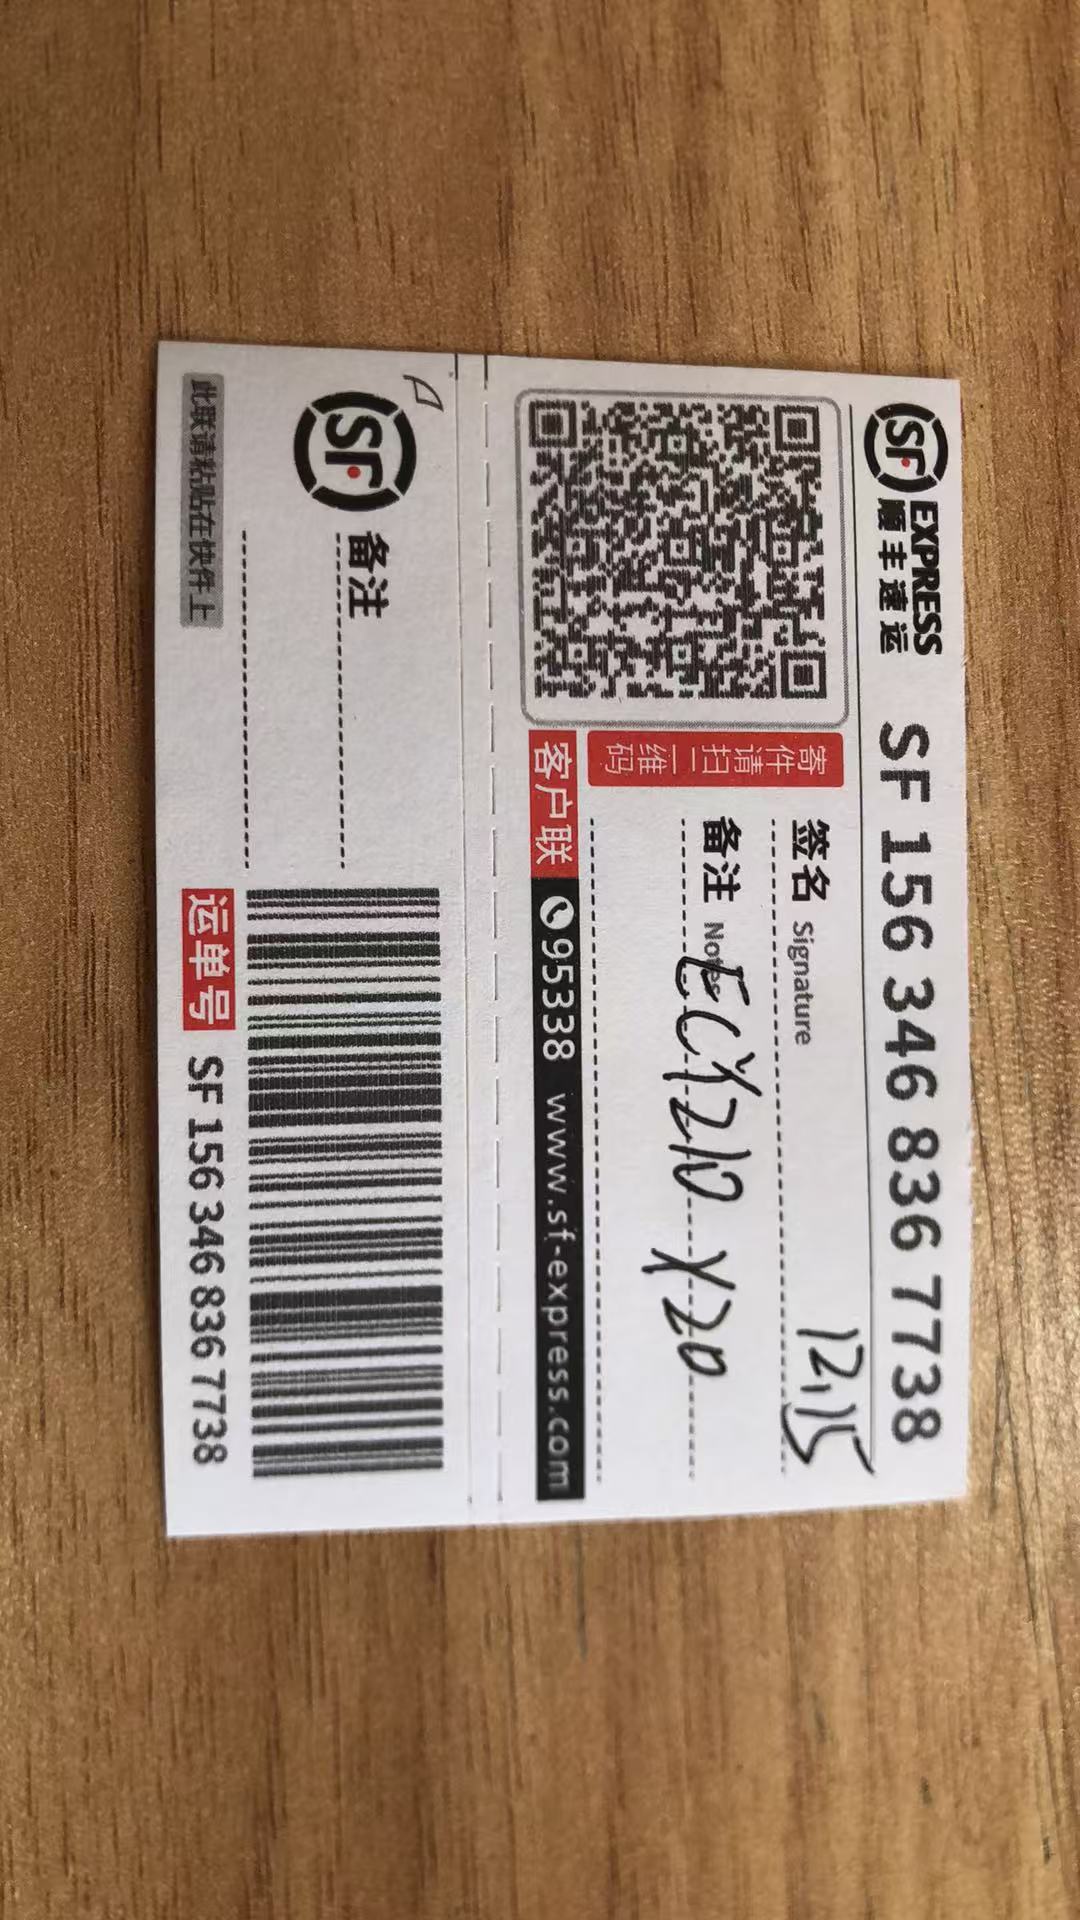 SF EXPRESS
顺丰速运
SF 156 346 836 7738
寄件请扫二维码
签名 Signature
12.15
备注 Notes
ECY210 X20
客户联 95338 www.sf-express.com
SF
备注
此联请粘贴在快件上
运单号 SF 156 346 836 7738